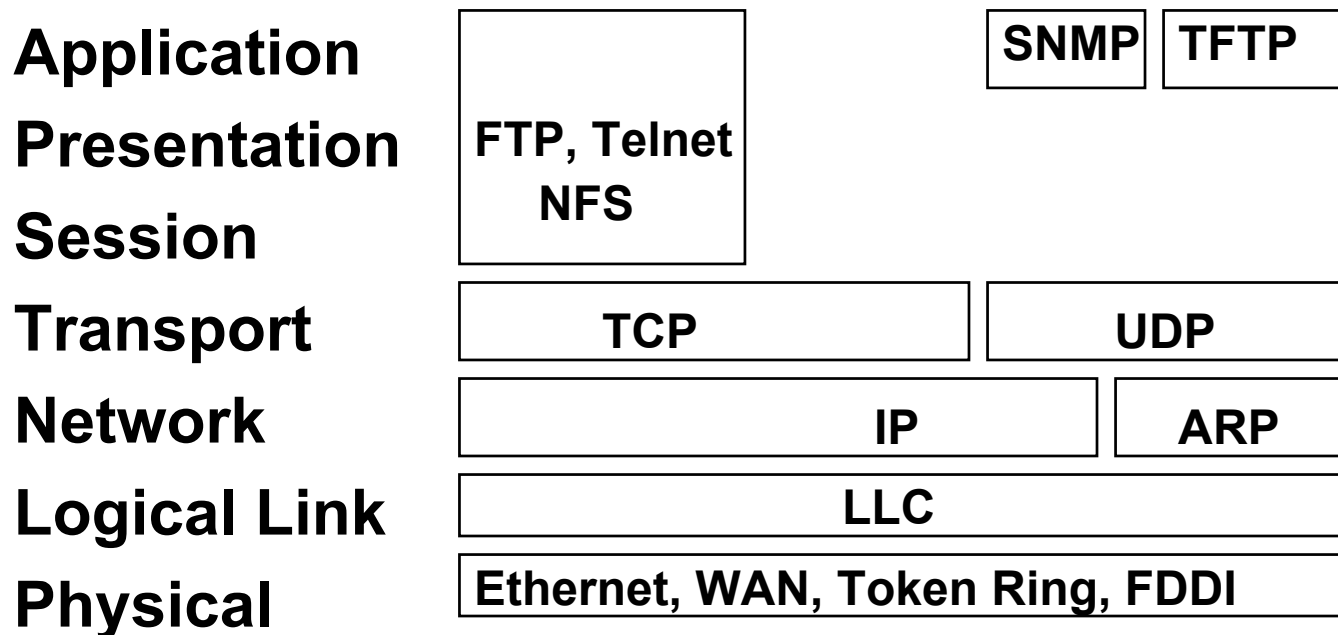 Application
SNMP
TFTP
Presentation
FTP, Telnet
NFS
Session
Transport
TCP
UDP
Network
IP
ARP
Logical Link
LLC
Physical
Ethernet, WAN, Token Ring, FDDI